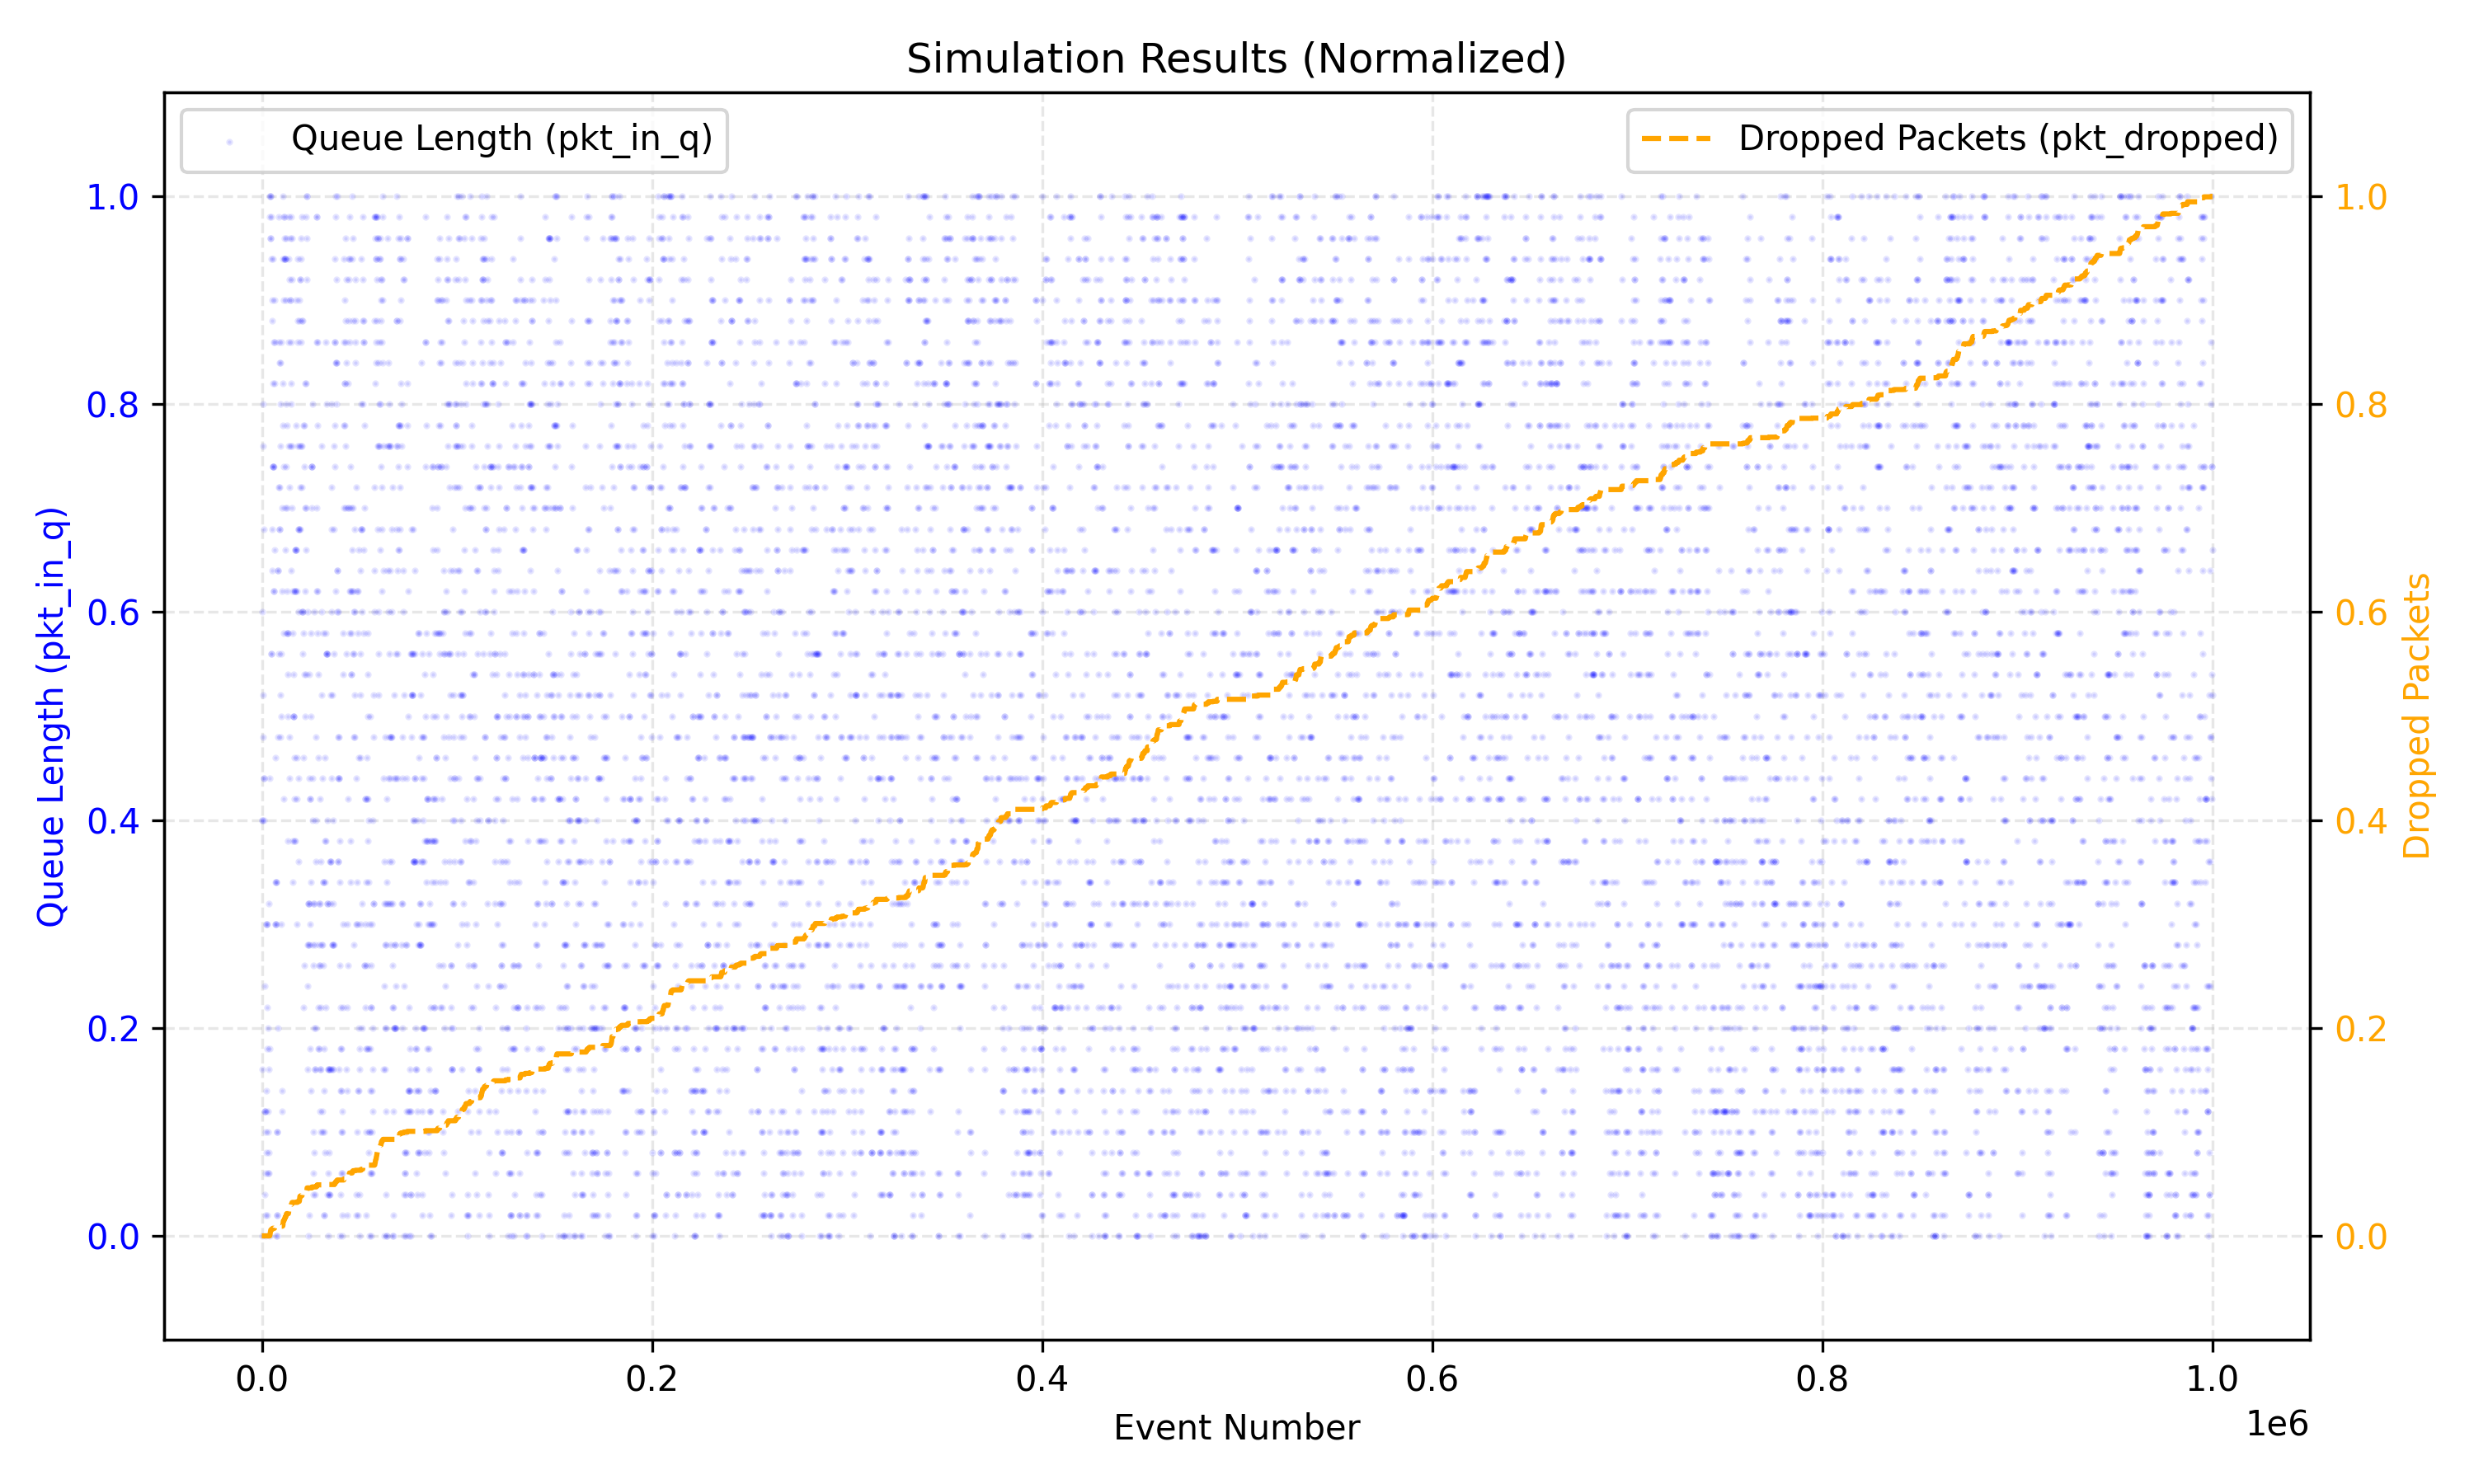 Simulation Results (Normalized)
Queue Length (pkt_in_q)
Dropped Packets (pkt_dropped)
1.0
0.8
0.6
0.4
0.2
0.0
Queue Length (pkt_in_q)
1.0
0.8
0.6
0.4
0.2
0.0
Dropped Packets
0.0
0.2
0.4
0.6
0.8
1.0
1e6
Event Number